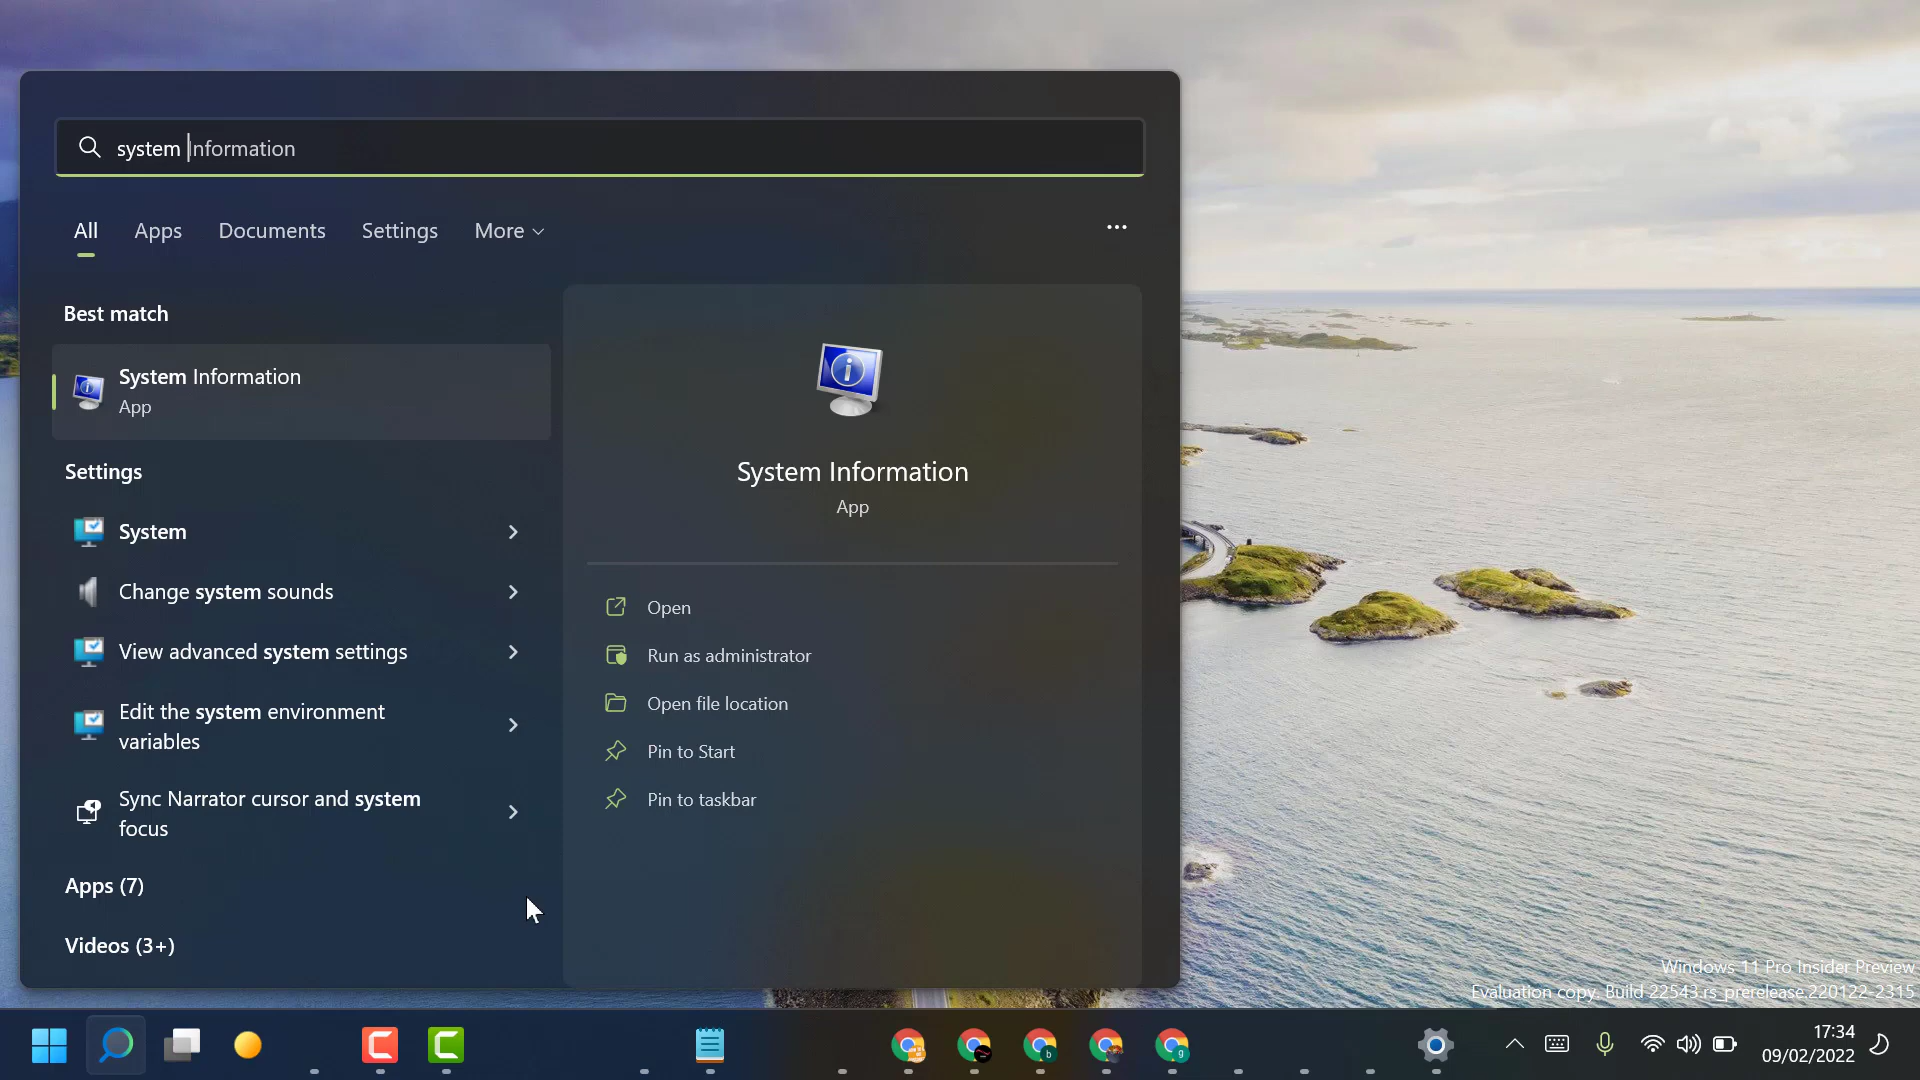 system Information
All Apps Documents Settings More
Best match
System Information
App
Settings
System
Change system sounds
View advanced system settings
Edit the system environment
variables
Sync Narrator cursor and system
focus
Apps (7)
Videos (3+)
System Information
App
Open
Run as administrator
Open file location
Pin to Start
Pin to taskbar
Windows 11 Pro Insider Preview
Evaluation copy. Build 22543.rs_prerelease.220122-2315
17:34
09/02/2022